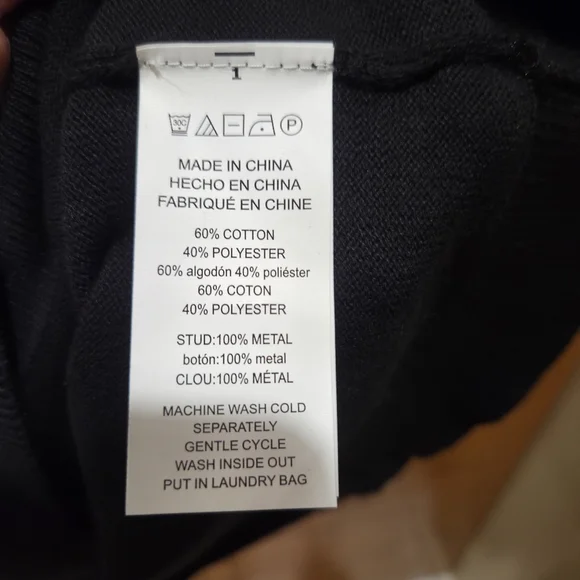 1
30C P
MADE IN CHINA
HECHO EN CHINA
FABRIQUÉ EN CHINE
60% COTTON
40% POLYESTER
60% algodón 40% poliéster
60% COTON
40% POLYESTER
STUD:100% METAL
botón:100% metal
CLOU:100% MÉTAL
MACHINE WASH COLD
SEPARATELY
GENTLE CYCLE
WASH INSIDE OUT
PUT IN LAUNDRY BAG